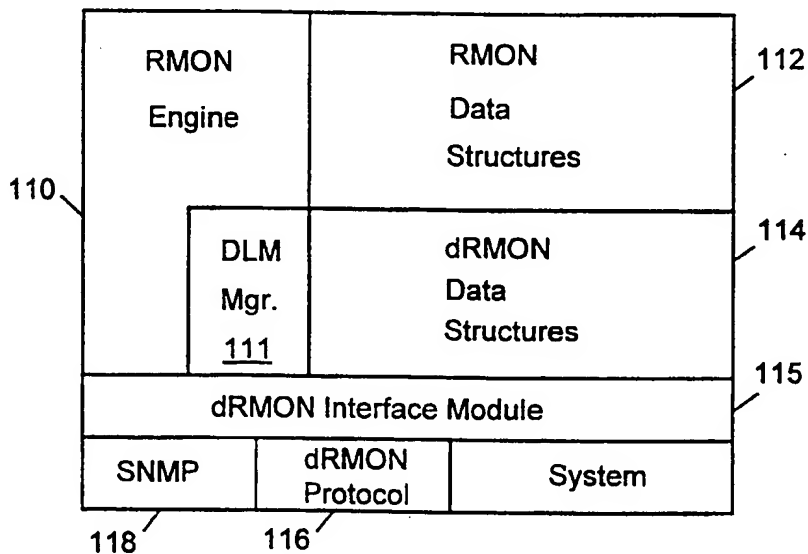 RMON
Engine
RMON
Data
Structures
112
110
DLM
Mgr.
111
dRMON
Data
Structures
114
115
dRMON Interface Module
SNMP
dRMON
Protocol
System
118
116